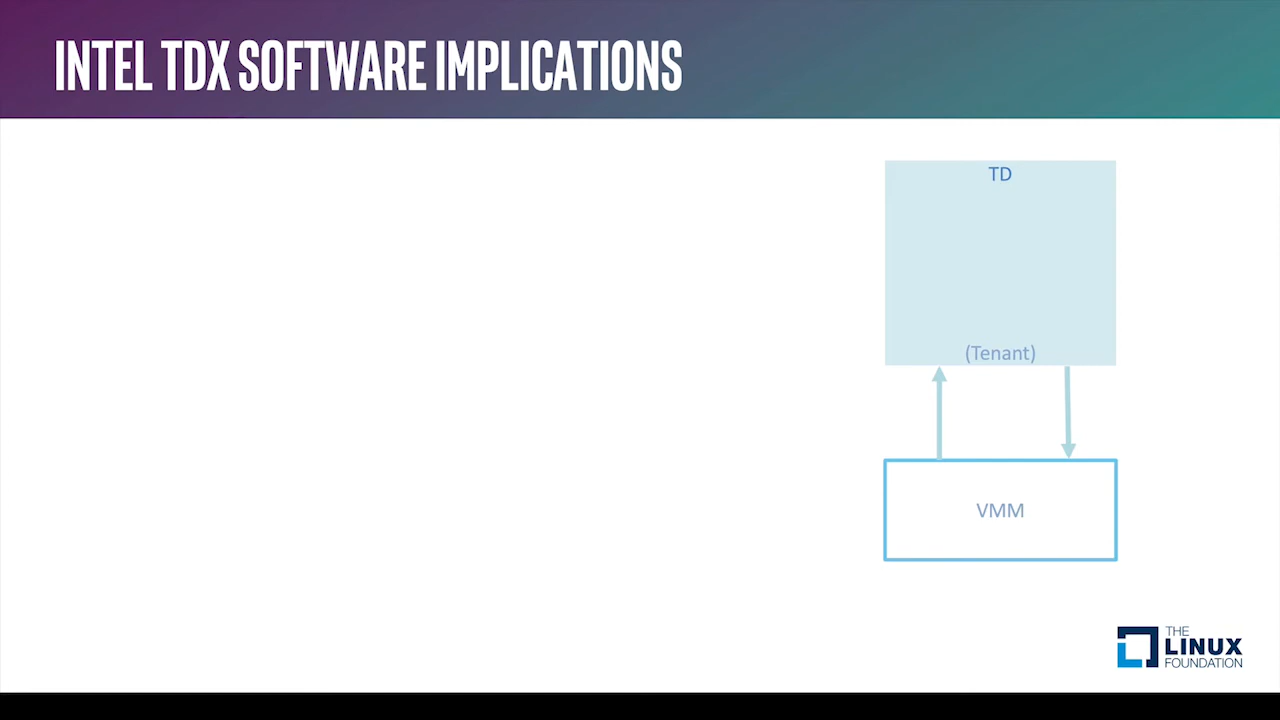 INTEL TDX SOFTWARE IMPLICATIONS
TD
(Tenant)
VMM
THE
LINUX
FOUNDATION